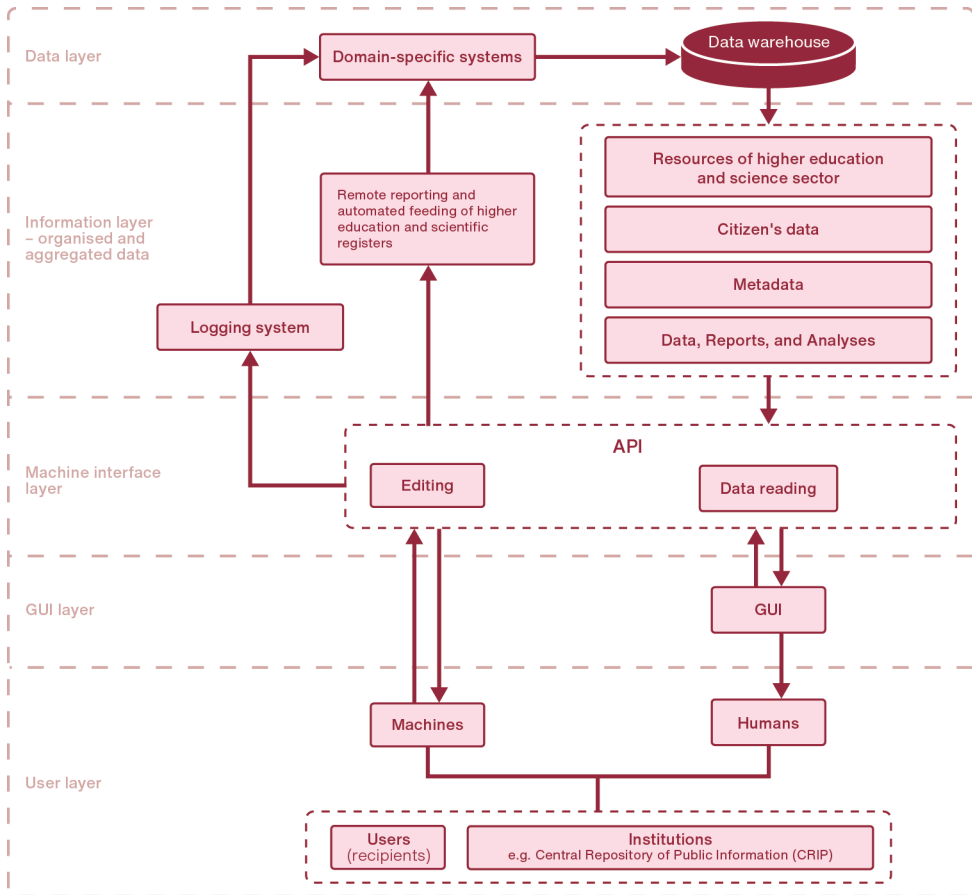 Data layer
Domain-specific systems
Data warehouse
Information layer
– organised and
aggregated data
Remote reporting and
automated feeding of higher
education and scientific
registers
Resources of higher education
and science sector
Citizen's data
Metadata
Data, Reports, and Analyses
Logging system
Machine interface
layer
API
Editing
Data reading
GUI layer
GUI
User layer
Machines
Humans
Users
(recipients)
Institutions
e.g. Central Repository of Public Information (CRIP)